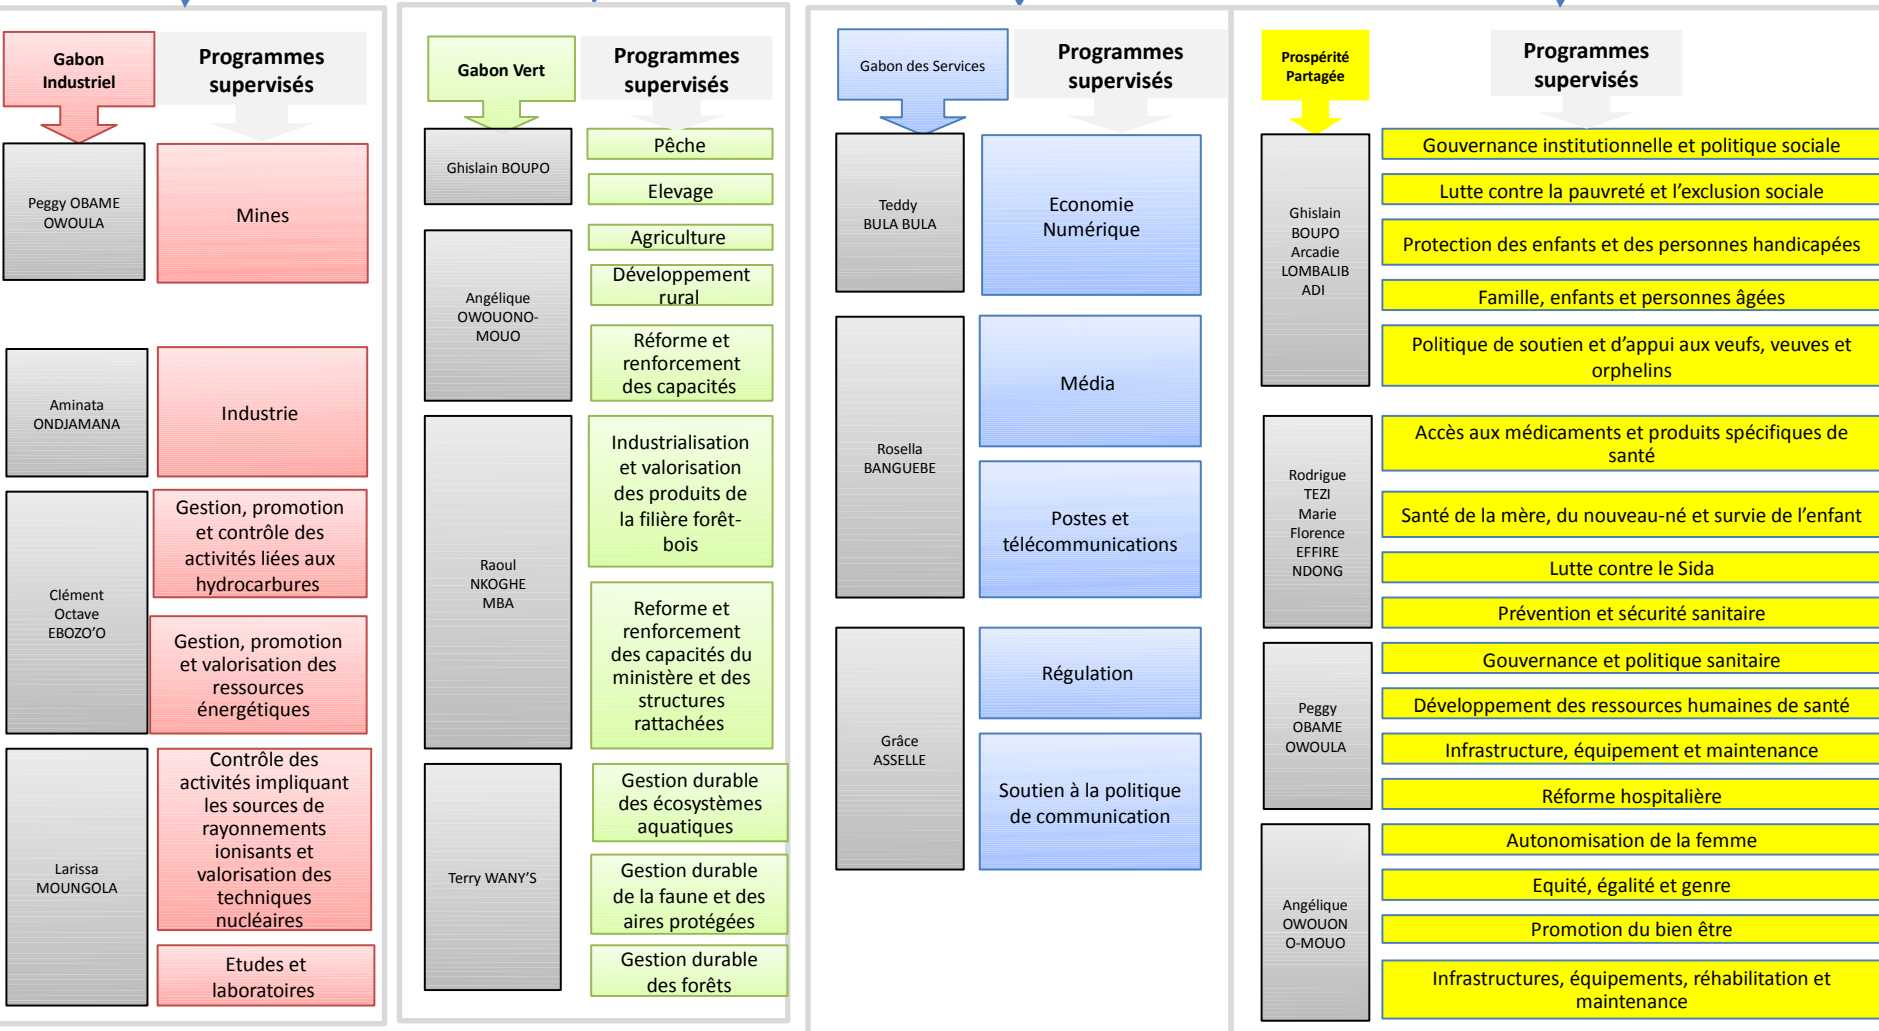 Gabon
Industriel
Programmes
supervisés
Peggy OBAME
OWOULA
Mines
Aminata
ONDJAMANA
Industrie
Clément
Octave
EBOZO’O
Gestion, promotion
et contrôle des
activités liées aux
hydrocarbures
Gestion, promotion
et valorisation des
ressources
énergétiques
Larissa
MOUNGOLA
Contrôle des
activités impliquant
les sources de
rayonnements
ionisants et
valorisation des
techniques
nucléaires
Etudes et
laboratoires
Gabon Vert
Programmes
supervisés
Ghislain BOUPO
Pêche
Elevage
Angélique
OWOUONO-
MOUO
Agriculture
Développement
rural
Réforme et
renforcement
des capacités
Raoul
NKOGHE
MBA
Industrialisation
et valorisation
des produits de
la filière forêt-
bois
Reforme et
renforcement
des capacités du
ministère et des
structures
rattachées
Terry WANY’S
Gestion durable
des écosystèmes
aquatiques
Gestion durable
de la faune et des
aires protégées
Gestion durable
des forêts
Gabon des Services
Programmes
supervisés
Teddy
BULA BULA
Economie
Numérique
Rosella
BANGUEBE
Média
Postes et
télécommunications
Grâce
ASSELLE
Régulation
Soutien à la politique
de communication
Prospérité
Partagée
Programmes
supervisés
Ghislain
BOUPO
Arcadie
LOMBALIB
ADI
Gouvernance institutionnelle et politique sociale
Lutte contre la pauvreté et l’exclusion sociale
Protection des enfants et des personnes handicapées
Famille, enfants et personnes âgées
Politique de soutien et d’appui aux veufs, veuves et
orphelins
Rodrigue
TEZI
Marie
Florence
EFFIRE
NDONG
Accès aux médicaments et produits spécifiques de
santé
Santé de la mère, du nouveau-né et survie de l’enfant
Lutte contre le Sida
Prévention et sécurité sanitaire
Peggy
OBAME
OWOULA
Gouvernance et politique sanitaire
Développement des ressources humaines de santé
Infrastructure, équipement et maintenance
Réforme hospitalière
Angélique
OWOUON
O-MOUO
Autonomisation de la femme
Equité, égalité et genre
Promotion du bien être
Infrastructures, équipements, réhabilitation et
maintenance